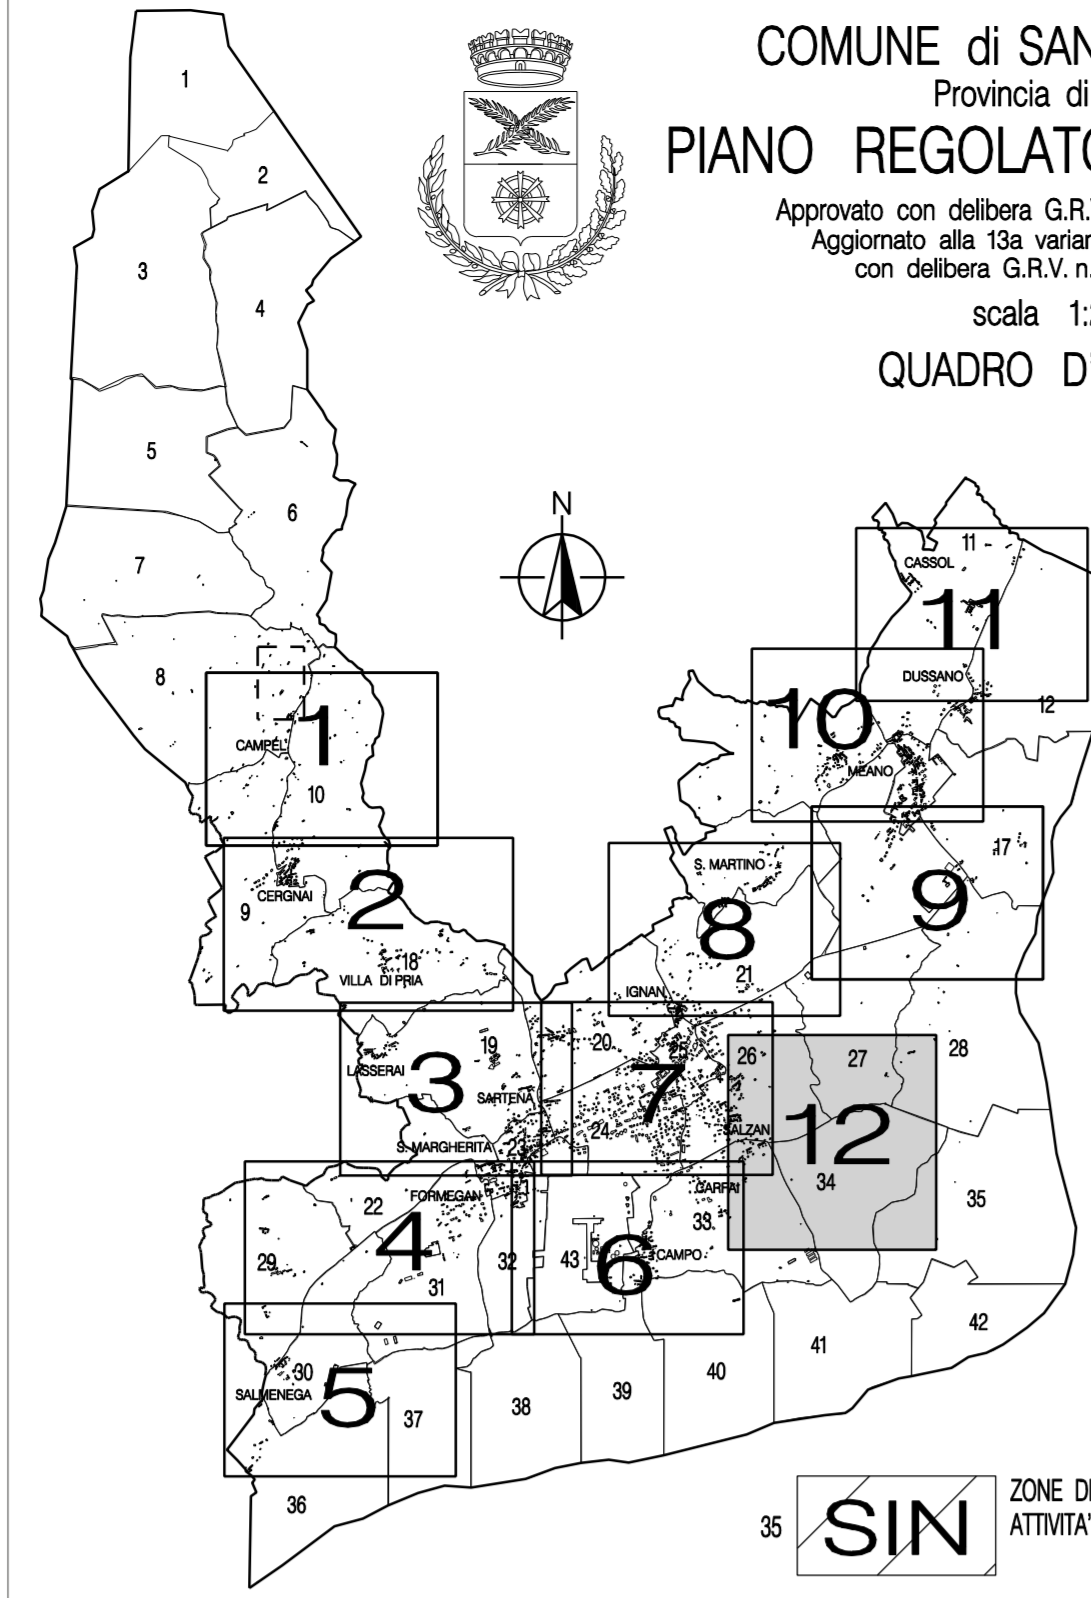 COMUNE di SAN
Provincia di
PIANO REGOLATO
Approvato con delibera G.R.
Aggiornato alla 13a varian
con delibera G.R.V. n.
scala 1:
QUADRO D'
1
2
3
4
5
6
7
8
N
11
CASSOL
11
DUSSANO
12
10
MEANO
1
CAMPEL
10
17
9
S. MARTINO
8
21
2
CERGNAI
9
18
VILLA DI PRIA
IGNAN
19
20
25
26
27
28
LASSERAI
3
SARTENA
7
24
SALZAN
12
S. MARGHERITA
23
34
35
FORMEGAN
22
CARFAI
33
4
29
31
32
43
6
CAMPO
42
41
40
39
38
30
SALMENEGA
5
37
36
35
SIN
ZONE
ATTIVITA'